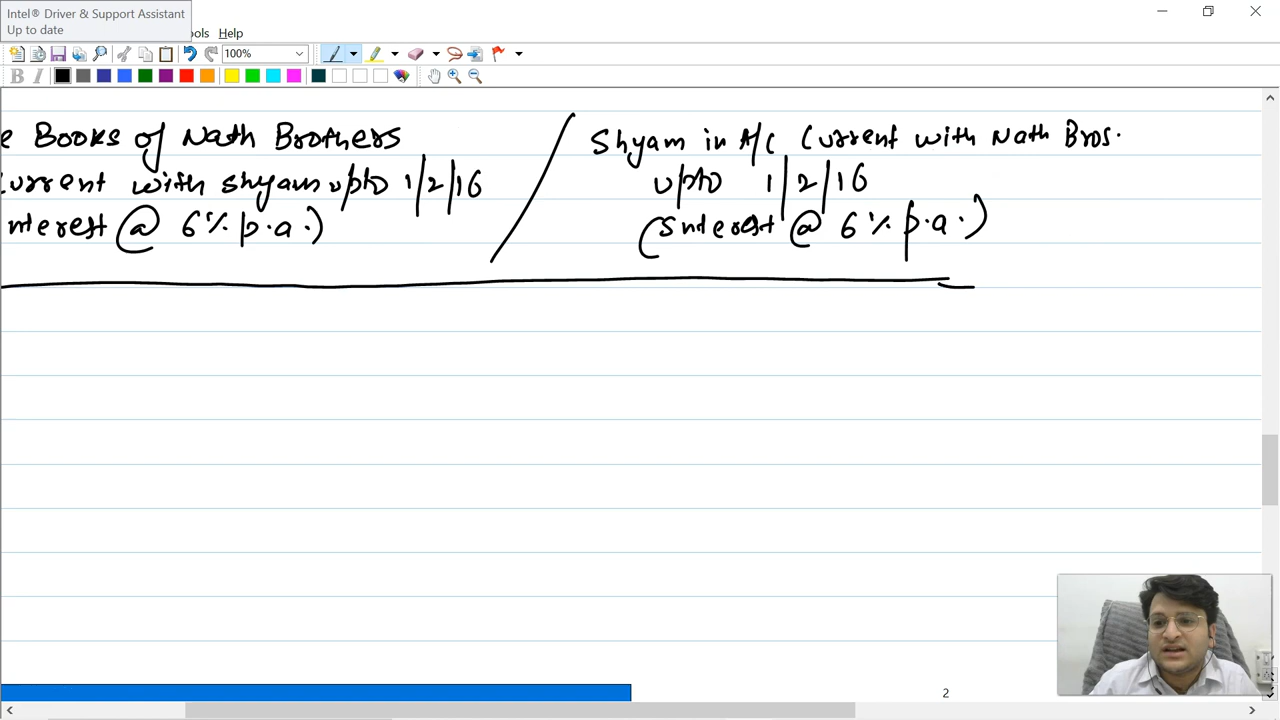 Intel® Driver & Support Assistant
Up to date
ools Help
100%
e Books of Nath Brothers
Current with Shyam upto 1/2/16
nterest @ 6% p.a.)
Shyam in A/C Current with Nath Bros.
upto 1/2/16
(Interest @ 6% p.a.)
2